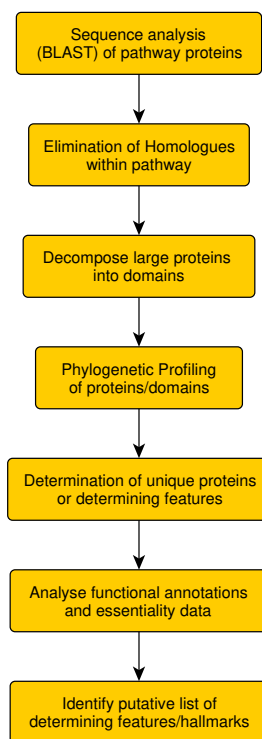 Sequence analysis
(BLAST) of pathway proteins
Elimination of Homologues
within pathway
Decompose large proteins
into domains
Phylogenetic Profiling
of proteins/domains
Determination of unique proteins
or determining features
Analyse functional annotations
and essentiality data
Identify putative list of
determining features/hallmarks